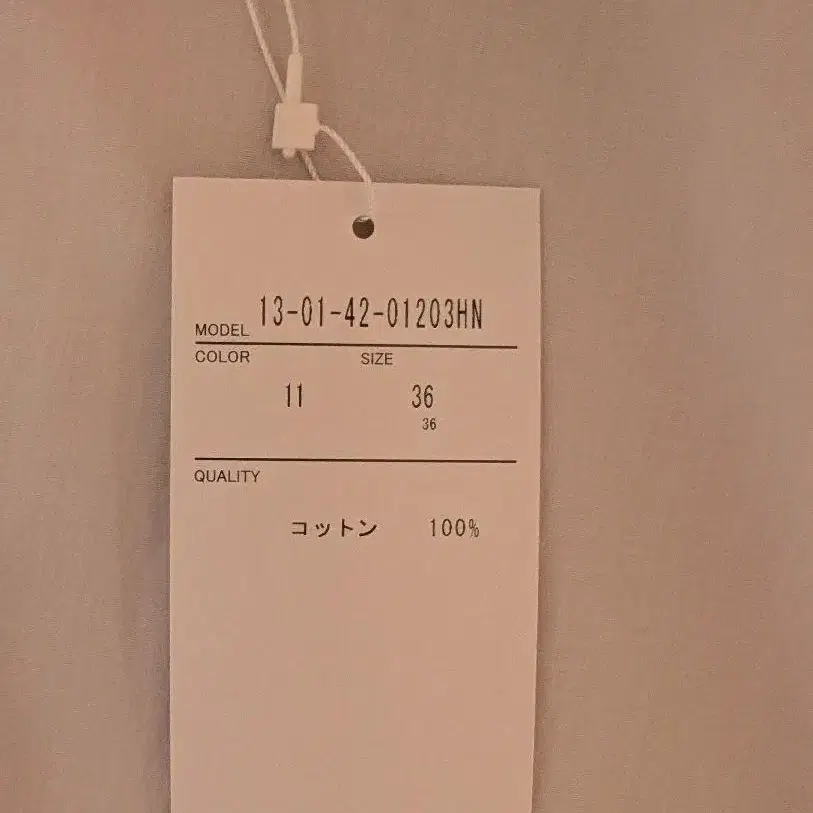 MODEL 13-01-42-01203HN
COLOR SIZE
11 36
36
QUALITY
コットン 100%